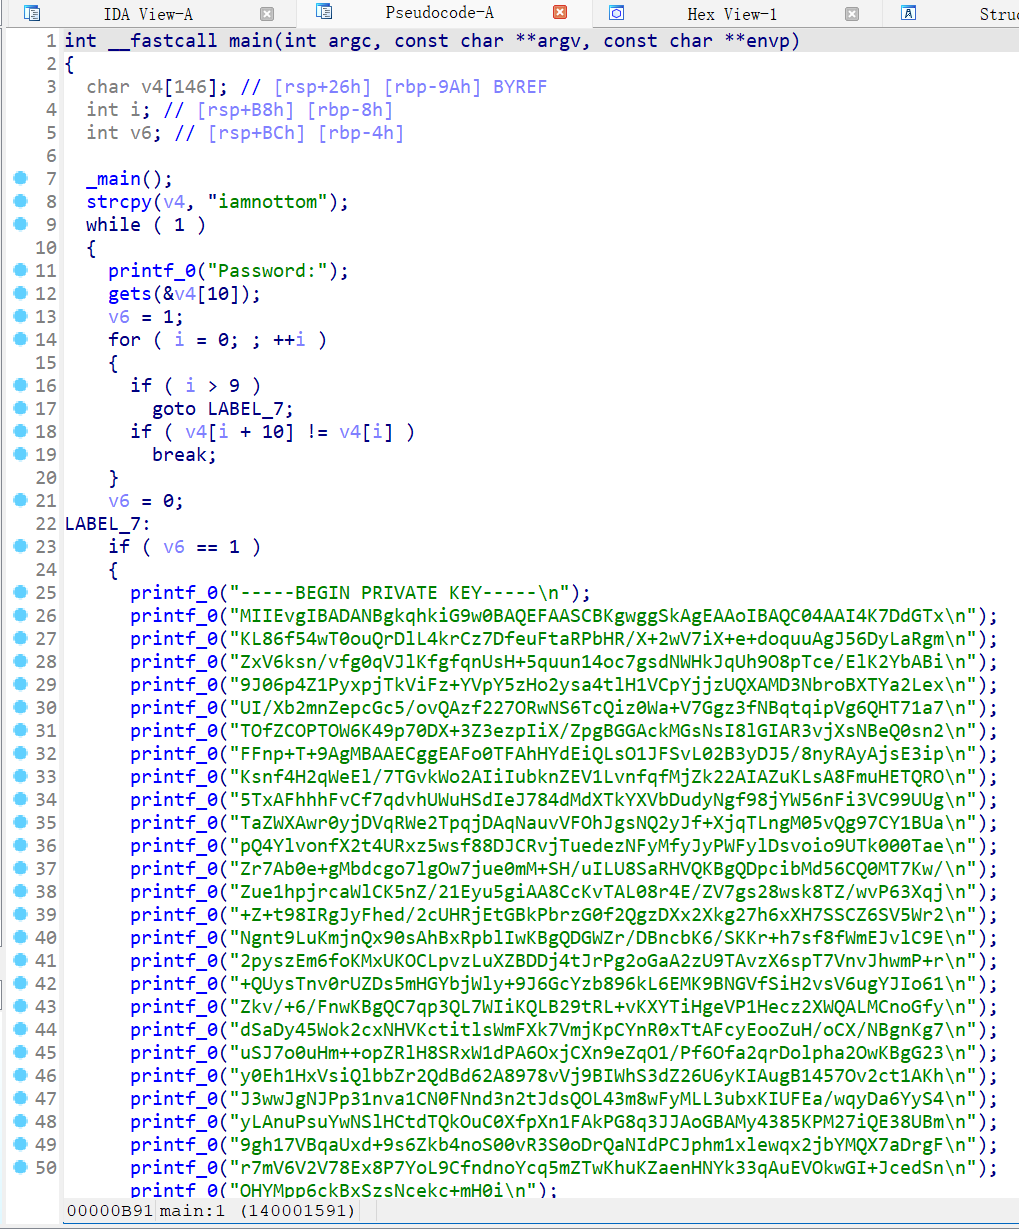 IDA View-A
Pseudocode-A
Hex View-1
Struc
1 int __fastcall main(int argc, const char **argv, const char **envp)
2 {
3 char v4[146]; // [rsp+26h] [rbp-9Ah] BYREF
4 int i; // [rsp+B8h] [rbp-8h]
5 int v6; // [rsp+BCh] [rbp-4h]
6
7 _main();
8 strcpy(v4, "iamnottom");
9 while ( 1 )
10 {
11 printf_0("Password:");
12 gets(&v4[10]);
13 v6 = 1;
14 for ( i = 0; ; ++i )
15 {
16 if ( i > 9 )
17 goto LABEL_7;
18 if ( v4[i + 10] != v4[i] )
19 break;
20 }
21 v6 = 0;
22 LABEL_7:
23 if ( v6 == 1 )
24 {
25 printf_0("-----BEGIN PRIVATE KEY-----\n");
26 printf_0("MIIEvgIBADANBgkqhkiG9w0BAQEFAASCBKgwggSkAgEAAoIBAQC04AAI4K7DdGTx\n");
27 printf_0("KL86f54wT0ouQrDlL4krCz7DfeuFtaRPbHR/X+2wV7iX+e+doquuAgJ56DyLaRgm\n");
28 printf_0("ZxV6ksn/vfg0qVJlKfgfqnUsH+5quun14oc7gsdNWHkJqUh9O8pTce/ElK2YbABi\n");
29 printf_0("9J06p4Z1PyxpjTkViFz+YVpY5zHo2ysa4tlH1VCpYjjzUQXAMD3NbroBXTYa2Lex\n");
30 printf_0("UI/Xb2mnZepcGc5/ovQAzf227ORwNS6TcQiz0Wa+V7Ggz3fNBqtqipVg6QHT71a7\n");
31 printf_0("TOfZCOPTOW6K49p70DX+3Z3ezpIiX/ZpgBGGAckMGsNsI8lGIAR3vjXsNBeQ0sn2\n");
32 printf_0("FFnp+T+9AgMBAAECggEAFo0TFAhHYdEiQLsO1JFSvL02B3yDJ5/8nyRAyAjsE3ip\n");
33 printf_0("Ksnf4H2qWeEl/7TGvkWo2AIiIubknZEV1LvnfqfMjZk22AIAZuKLsA8FmuHETQRO\n");
34 printf_0("5TxAFhhhFvCf7qdvhUWuHSdIeJ784dMdXTkYXVbDudyNgf98jYW56nFi3VC99UUg\n");
35 printf_0("TaZWXAwr0yjDVqRWe2TpqjDAqNauvVFOhJgsNQ2yJf+XjqTLngM05vQg97CY1BUa\n");
36 printf_0("pQ4YlvonfX2t4URxz5wsf88DJCRvjTuedezNFyMfyJyPWFylDsvoio9UTk000Tae\n");
37 printf_0("Zr7Ab0e+gMbdcgo7lgOw7jue0mM+SH/uILU8SaRHVQKBgQDpcibMd56CQ0MT7Kw/\n");
38 printf_0("Zue1hpjrcaWlCK5nZ/21Eyu5giAA8CcKvTAL08r4E/ZV7gs28wsk8TZ/wvP63Xqj\n");
39 printf_0("+Z+t98IRgJyFhed/2cUHRjEtGBkPbrzG0f2QgzDXx2Xkg27h6xXH7SSCZ6SV5Wr2\n");
40 printf_0("Ngnt9LuKmjnQx90sAhBxRpblIwKBgQDGWZr/DBncbK6/SKKr+h7sf8fWmEJvlC9E\n");
41 printf_0("2pyszEm6foKMxUKOCLpvzLuXZBDDj4tJrPg2oGaA2zU9TAvzX6spT7VnvJhwmP+r\n");
42 printf_0("+QUysTnv0rUZDs5mHGYbjWly+9J6GcYzb896kL6EMK9BNGVfSiH2vsV6ugYJIo61\n");
43 printf_0("Zkv/+6/FnwKBgQC7qp3QL7WIiKQLB29tRL+vKXYTiHgeVP1Hecz2XWQALMCnoGfy\n");
44 printf_0("dSaDy45Wok2cxNHVKctitlsWmFXk7VmjKpCYnR0xTtAFcyEooZuH/oCX/NBgnKg7\n");
45 printf_0("uSJ7o0uHm++opZRlH8SRxW1dPA6OxjCXn9eZqO1/Pf6Ofa2qrDolpha2OwKBgG23\n");
46 printf_0("y0Eh1HxVsiQlbbZr2QdBd62A8978vVj9BIWhS3dZ26U6yKIAugB1457Ov2ct1AKh\n");
47 printf_0("J3wwJgNJPp31nva1CN0FNnd3n2tJdsQOL43m8wFyMLL3ubxKIUFEa/wqyDa6YyS4\n");
48 printf_0("yLAnuPsuYwNSlHCtdTQkOuC0XfpXn1FAkPG8q3JJAoGBAMy4385KPM27iQE38UBm\n");
49 printf_0("9gh17VBqaUxd+9s6Zkb4noS00vR3S0oDrQaNIdPCJphm1xlewqx2jbYMQX7aDrgF\n");
50 printf_0("r7mV6V2V78Ex8P7YoL9CfndnoYcq5mZTwKhuKZaenHNYk33qAuEVOkwGI+JcedSn\n");
printf_0("OHYMpp6ckBxSzsNcekc+mH0i\n");
00000B91 main:1 (140001591)